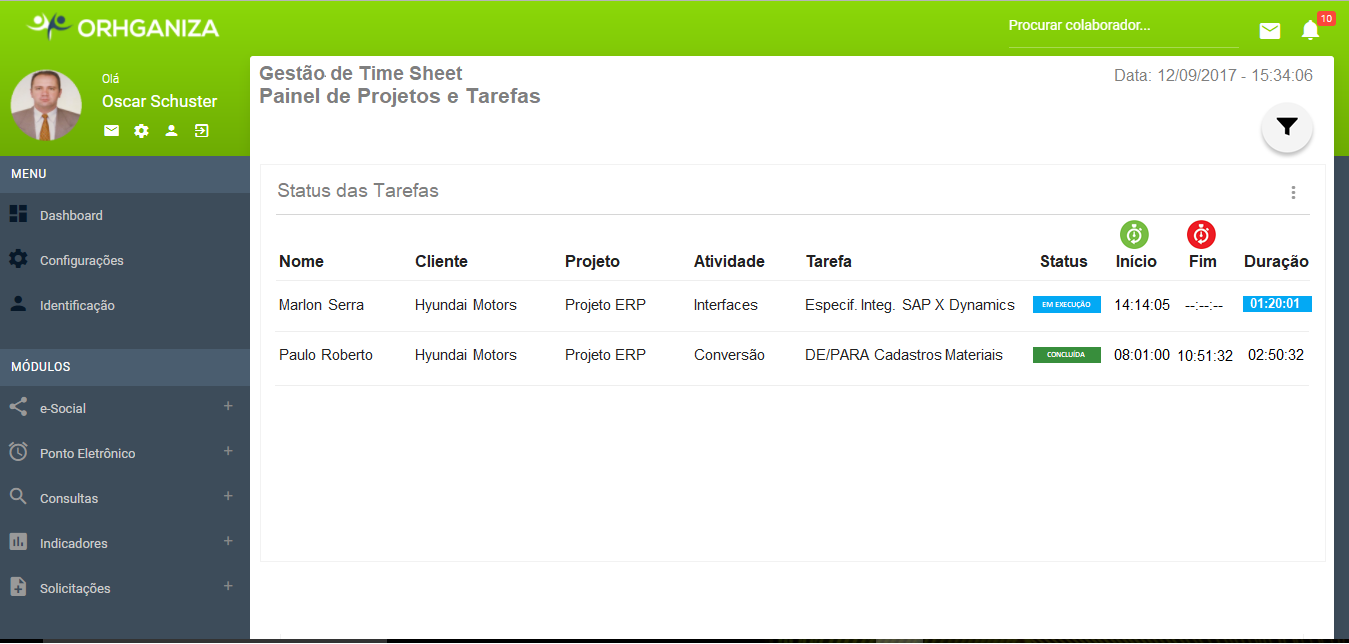 ORHGANIZA
Procurar colaborador...
10
Olá
Oscar Schuster
Gestão de Time Sheet
Painel de Projetos e Tarefas
Data: 12/09/2017 - 15:34:06
MENU
Dashboard
Configurações
Identificação
MÓDULOS
e-Social +
Ponto Eletrônico +
Consultas +
Indicadores +
Solicitações +
Status das Tarefas
Nome Cliente Projeto Atividade Tarefa Status Início Fim Duração
Marlon Serra Hyundai Motors Projeto ERP Interfaces Especif. Integ. SAP X Dynamics EM EXECUÇÃO 14:14:05 --:--:-- 01:20:01
Paulo Roberto Hyundai Motors Projeto ERP Conversão DE/PARA Cadastros Materiais CONCLUÍDA 08:01:00 10:51:32 02:50:32